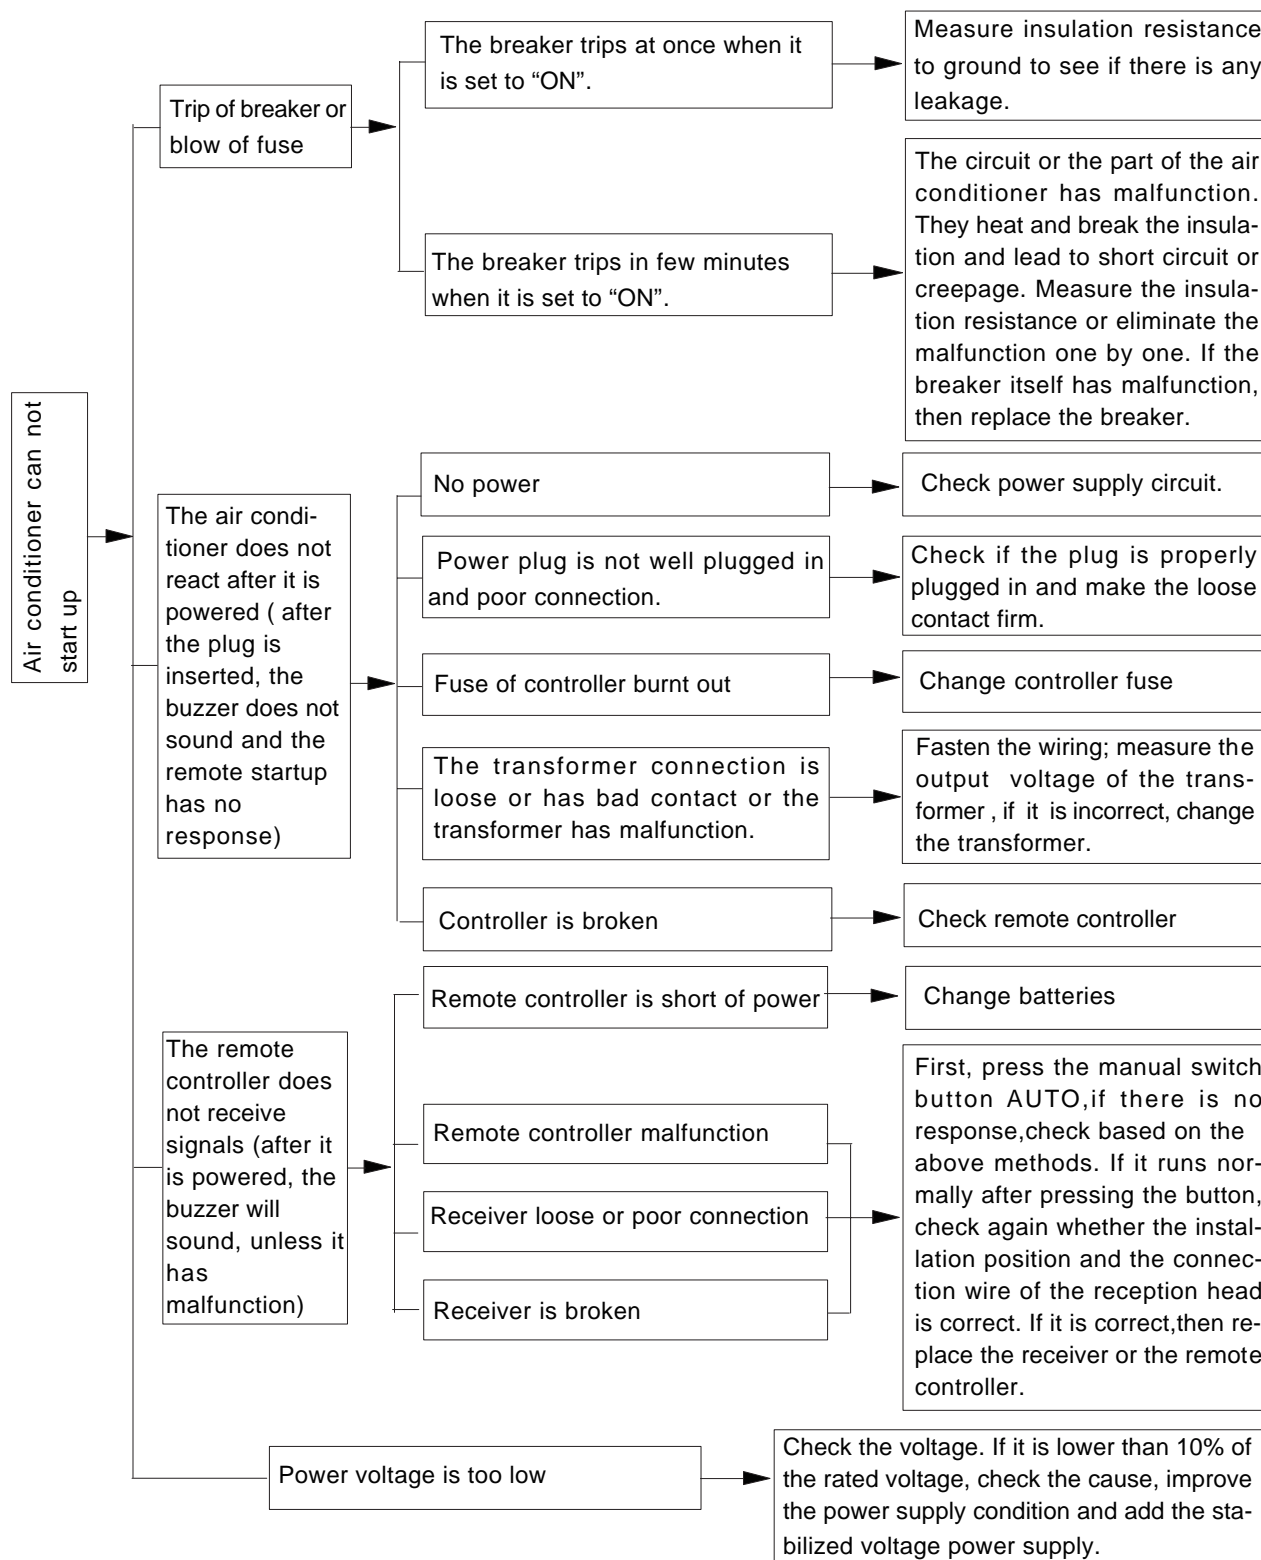 Air conditioner can not
start up
Trip of breaker or
blow of fuse
The breaker trips at once when it
is set to “ON”.
Measure insulation resistance
to ground to see if there is any
leakage.
The breaker trips in few minutes
when it is set to “ON”.
The circuit or the part of the air
conditioner has malfunction.
They heat and break the insula-
tion and lead to short circuit or
creepage. Measure the insula-
tion resistance or eliminate the
malfunction one by one. If the
breaker itself has malfunction,
then replace the breaker.
The air condi-
tioner does not
react after it is
powered ( after
the plug is
inserted, the
buzzer does not
sound and the
remote startup
has no
response)
No power
Check power supply circuit.
Power plug is not well plugged in
and poor connection.
Check if the plug is properly
plugged in and make the loose
contact firm.
Fuse of controller burnt out
Change controller fuse
The transformer connection is
loose or has bad contact or the
transformer has malfunction.
Fasten the wiring; measure the
output voltage of the trans-
former , if it is incorrect, change
the transformer.
Controller is broken
Check remote controller
The remote
controller does
not receive
signals (after it
is powered, the
buzzer will
sound, unless it
has
malfunction)
Remote controller is short of power
Change batteries
Remote controller malfunction
Receiver loose or poor connection
Receiver is broken
First, press the manual switch
button AUTO,if there is no
response,check based on the
above methods. If it runs nor-
mally after pressing the button,
check again whether the instal-
lation position and the connec-
tion wire of the reception head
is correct. If it is correct,then re-
place the receiver or the remote
controller.
Power voltage is too low
Check the voltage. If it is lower than 10% of
the rated voltage, check the cause, improve
the power supply condition and add the sta-
bilized voltage power supply.